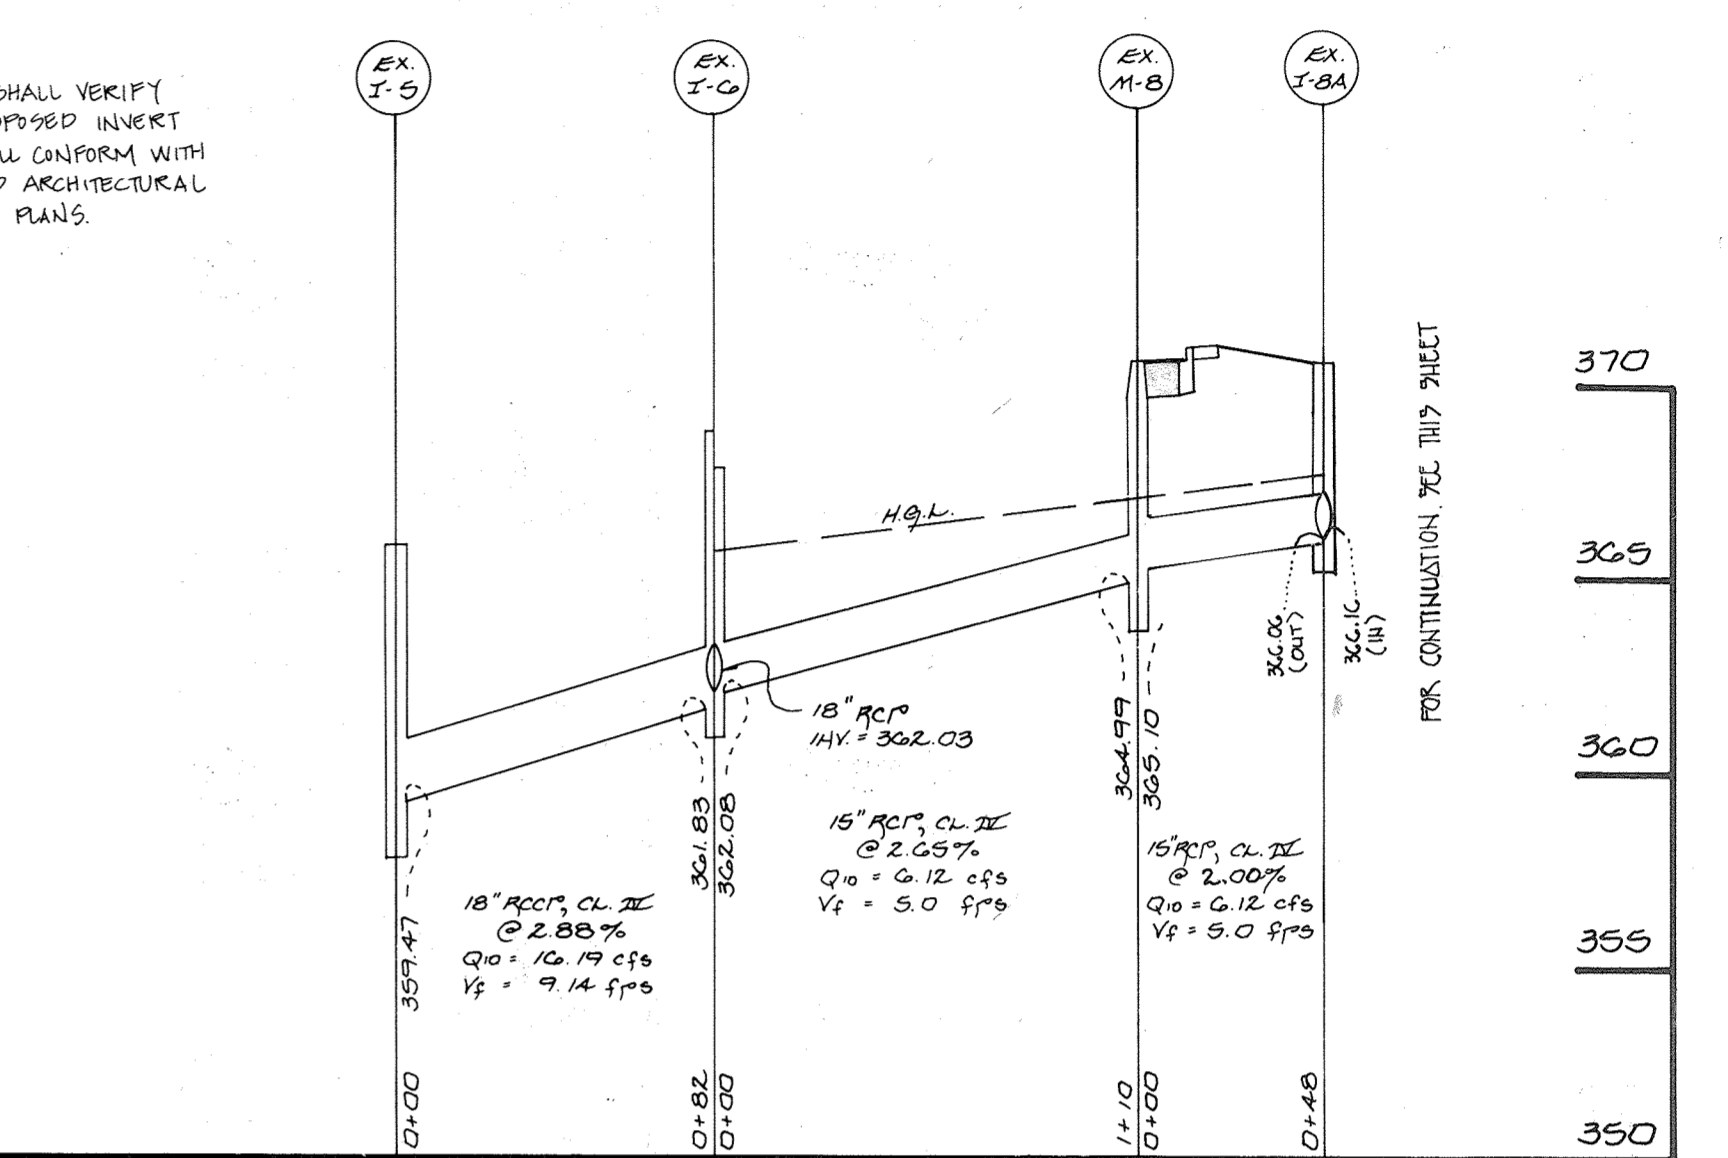 SHALL VERIFY
OPOSED INVERT
LL CONFORM WITH
D ARCHITECTURAL
PLANS.
EX.
I-5
EX.
I-6
EX.
M-8
EX.
I-8A
H.G.L.
18" RCP
INV. = 362.03
366.06
(OUT)
366.16
(IN)
FOR CONTINUATION, SEE THIS SHEET
370
365
360
355
350
359.47
361.83
362.08
364.99
365.10
18" RCCP, CL. IV
@ 2.88%
Q10 = 16.19 cfs
Vf = 9.14 fps
15" RCP, CL. IV
@ 2.65%
Q10 = 6.12 cfs
Vf = 5.0 fps
15" RCP, CL. IV
@ 2.00%
Q10 = 6.12 cfs
Vf = 5.0 fps
0+00
0+82
0+00
1+10
0+00
0+48